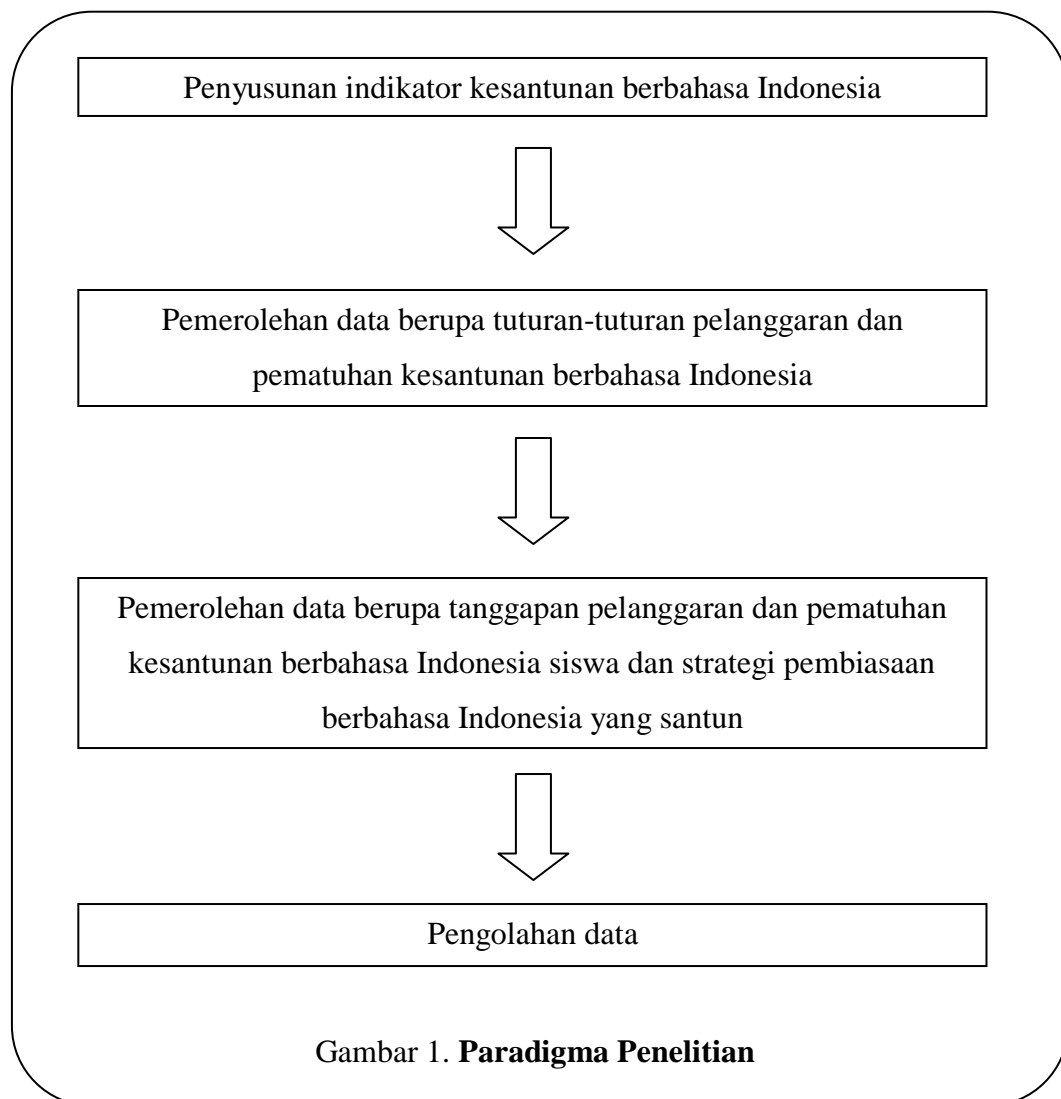 Penyusunan indikator kesantunan berbahasa Indonesia
Pemerolehan data berupa tuturan-tuturan pelanggaran dan
pematuhan kesantunan berbahasa Indonesia
Pemerolehan data berupa tanggapan pelanggaran dan pematuhan
kesantunan berbahasa Indonesia siswa dan strategi pembiasaan
berbahasa Indonesia yang santun
Pengolahan data
Gambar 1. Paradigma Penelitian